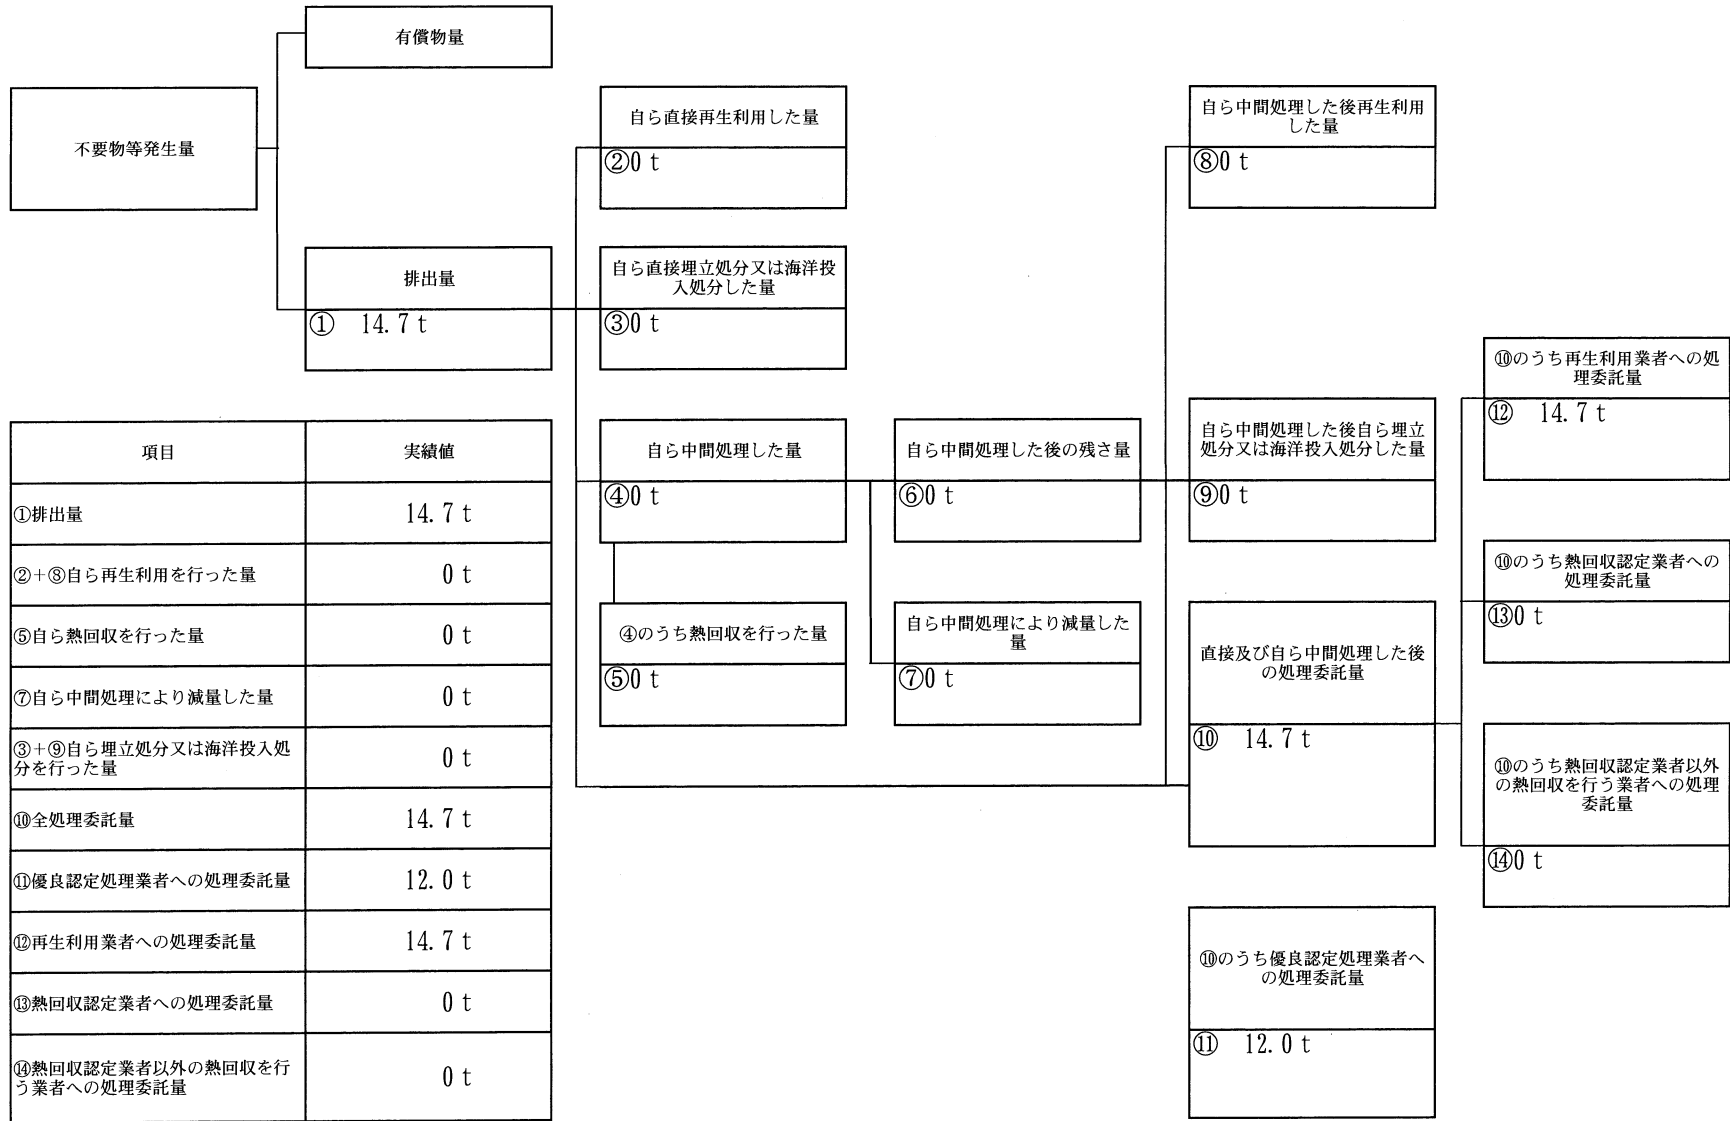 有償物量
不要物等発生量
排出量
① 14.7 t
自ら直接再生利用した量
②0 t
自ら直接埋立処分又は海洋投
入処分した量
③0 t
自ら中間処理した量
④0 t
④のうち熱回収を行った量
⑤0 t
自ら中間処理した後の残さ量
⑥0 t
自ら中間処理により減量した
量
⑦0 t
自ら中間処理した後再生利用
した量
⑧0 t
自ら中間処理した後自ら埋立
処分又は海洋投入処分した量
⑨0 t
直接及び自ら中間処理した後
の処理委託量
⑩ 14.7 t
⑩のうち優良認定処理業者へ
の処理委託量
⑪ 12.0 t
⑩のうち再生利用業者への処
理委託量
⑫ 14.7 t
⑩のうち熱回収認定業者への
処理委託量
⑬0 t
⑩のうち熱回収認定業者以外
の熱回収を行う業者への処理
委託量
⑭0 t
項目 実績値
①排出量 14.7 t
②+⑧自ら再生利用を行った量 0 t
⑤自ら熱回収を行った量 0 t
⑦自ら中間処理により減量した量 0 t
③+⑨自ら埋立処分又は海洋投入処
分を行った量 0 t
⑩全処理委託量 14.7 t
⑪優良認定処理業者への処理委託量 12.0 t
⑫再生利用業者への処理委託量 14.7 t
⑬熱回収認定業者への処理委託量 0 t
⑭熱回収認定業者以外の熱回収を行
う業者への処理委託量 0 t